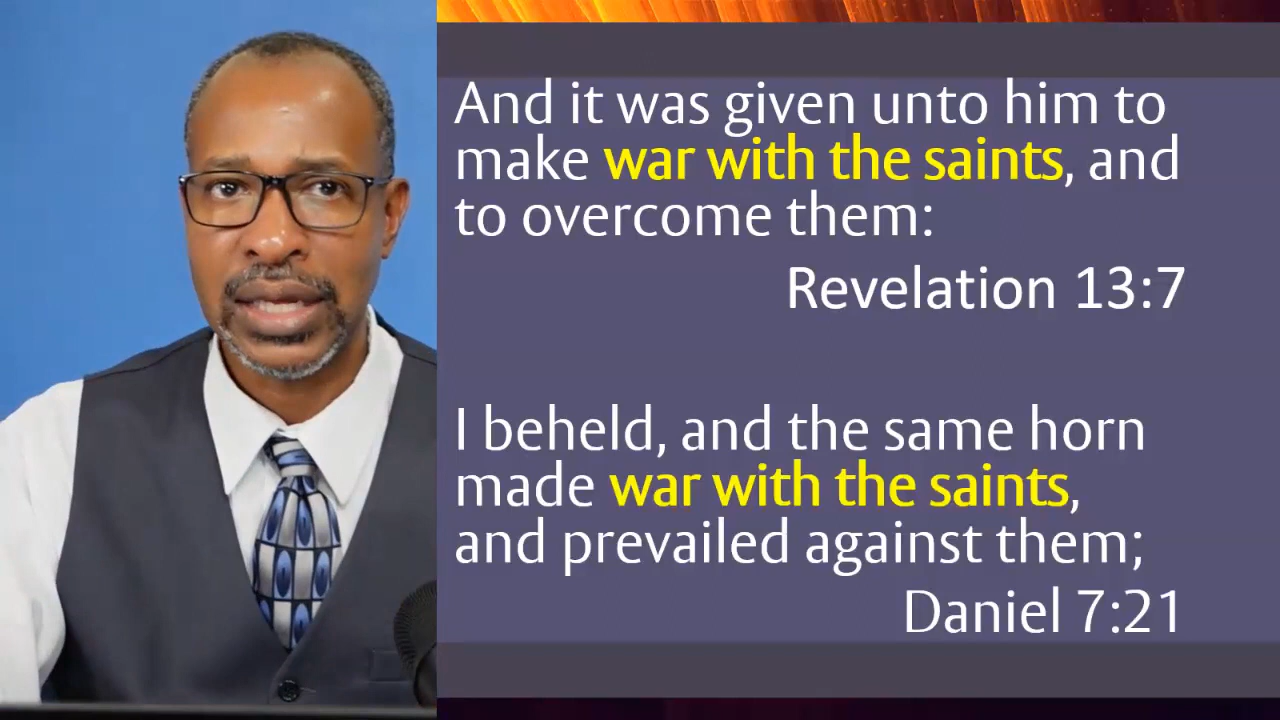 And it was given unto him to
make war with the saints, and
to overcome them:
Revelation 13:7
I beheld, and the same horn
made war with the saints,
and prevailed against them;
Daniel 7:21